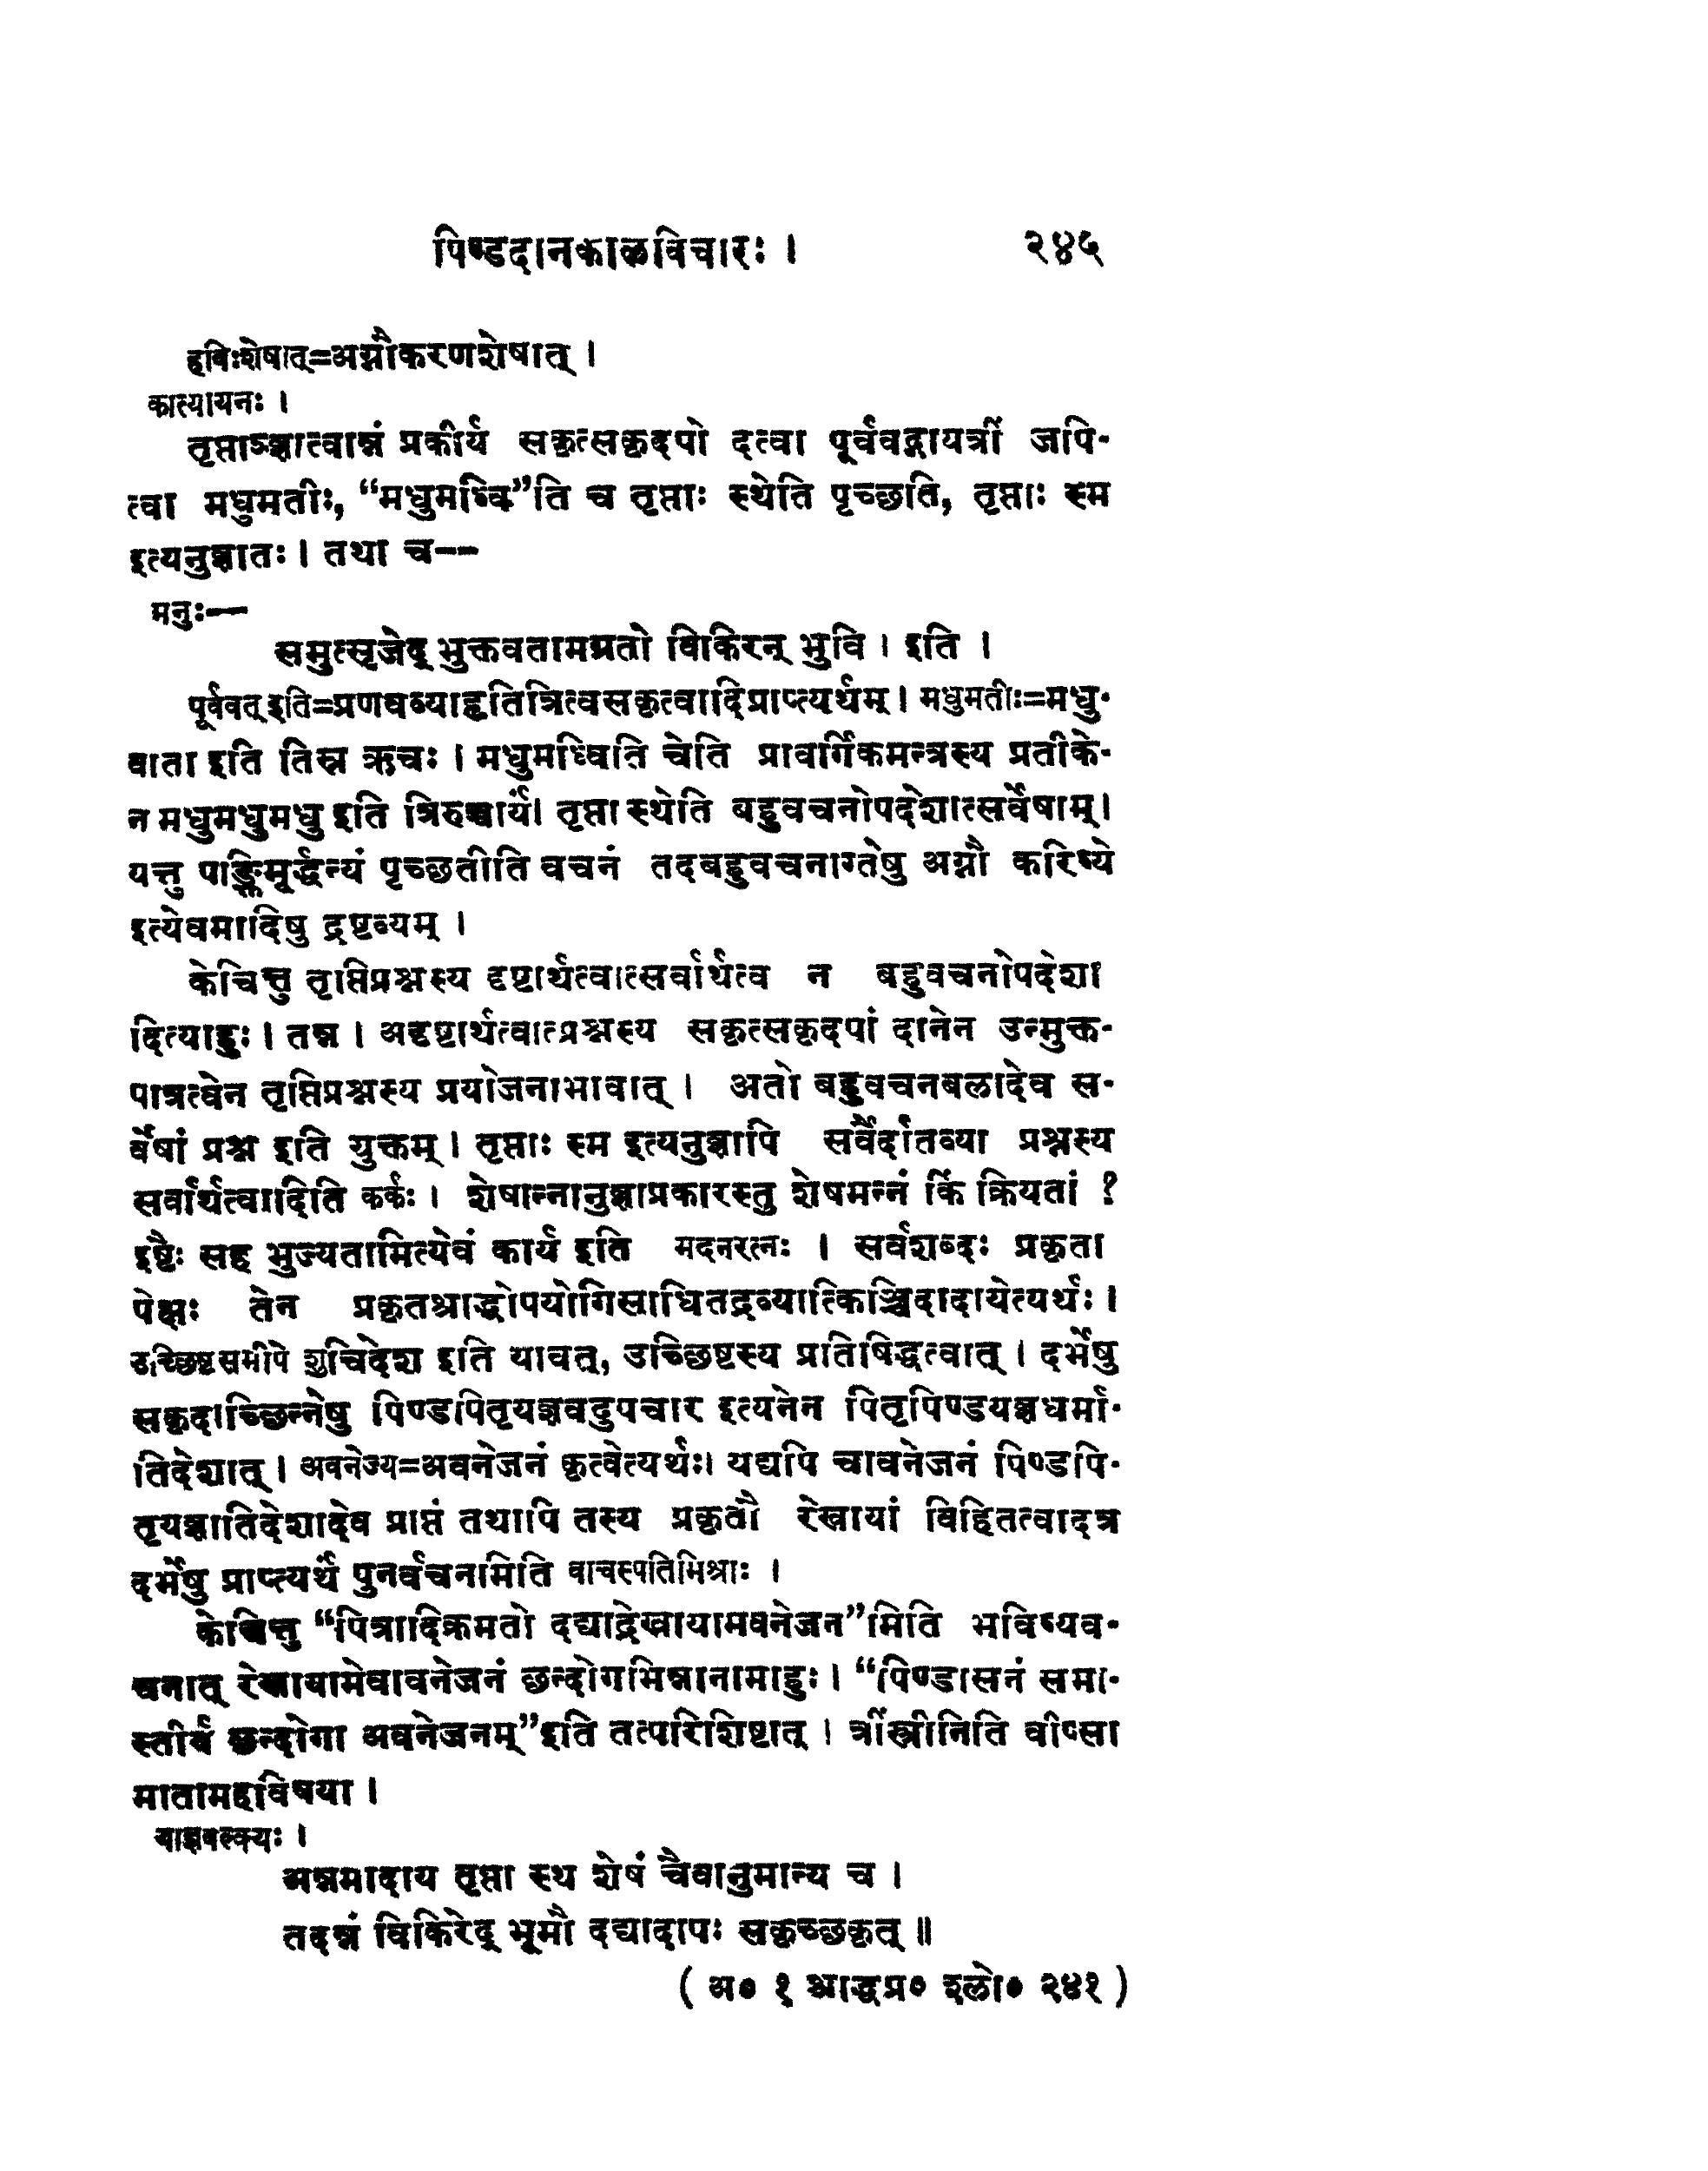 पिण्डदानकालविचारः । २४५
हविःशेषात्=अग्नौकरणशेषात् ।
कात्यायनः ।
तृप्ताञ्ज्ञात्वान्नं प्रकीर्य सकृत्सकृदपो दत्वा पूर्ववद्गायत्रीं जपि-
त्वा मधुमतीः, “मधुमध्वि”ति च तृप्ताः स्थेति पृच्छति, तृप्ताः स्म
इत्यनुज्ञातः । तथा च--
मनुः—
समुत्सृजेद् भुक्तवतामग्रतो विकिरन् भुवि । इति ।
पूर्ववत् इति=प्रणवव्याहृतित्रित्वसकृत्वादिप्राप्त्यर्थम् । मधुमतीः=मधु-
वाता इति तिस्र ऋचः । मधुमध्विति चेति प्रावर्गिकमन्त्रस्य प्रतीके-
न मधुमधुमधु इति त्रिरुच्चार्य। तृप्ता स्थेति बहुवचनोपदेशात्सर्वेषाम्।
यत्तु पाङ्क्तिमूर्द्धन्यं पृच्छतीति वचनं तदबहुवचनाग्तेषु अग्नौ करिष्ये
इत्येवमादिषु द्रष्टव्यम् ।
केचित्तु तृप्तिप्रश्नस्य दृष्टार्थत्वात्सर्वार्थत्व न बहुवचनोपदेशा
दित्याहुः । तन्न । अदृष्टार्थत्वात्प्रश्नस्य सकृत्सकृदपां दानेन उन्मुक्त-
पात्रत्वेन तृप्तिप्रश्नस्य प्रयोजनाभावात् । अतो बहुवचनबलादेव स-
र्वेषां प्रश्न इति युक्तम् । तृप्ताः स्म इत्यनुज्ञापि सर्वैर्दातव्या प्रश्नस्य
सर्वार्थत्वादिति कर्कः । शेषान्नानुज्ञाप्रकारस्तु शेषमन्नं किं क्रियतां ?
इष्टैः सह भुज्यतामित्येवं कार्य इति मदनरत्नः । सर्वशब्दः प्रकृता
पेक्षः तेन प्रकृतश्राद्धोपयोगिसाधितद्रव्यात्किञ्चिदादायेत्यर्थः ।
उच्छिष्टसमीपे शुचिदेश इति यावत्, उच्छिष्टस्य प्रतिषिद्धत्वात् । दर्भेषु
सकृदाच्छिन्नेषु पिण्डपितृयज्ञवदुपचार इत्यनेन पितृपिण्डयज्ञधर्मा-
तिदेशात् । अवनेज्य=अवनेजनं कृत्वेत्यर्थः। यद्यपि चावनेजनं पिण्डपि-
तृयज्ञातिदेशादेव प्राप्तं तथापि तस्य प्रकृतौ रेखायां विहितत्वादत्र
दर्भेषु प्राप्त्यर्थं पुनर्वचनमिति वाचस्पतिमिश्राः ।
केचित्तु “पित्रादिक्रमतो दद्याद्रेखायामवनेजन”मिति भविष्यव-
चनात् रेखायामेवावनेजनं छन्दोगभिन्नानामाहुः । “पिण्डासनं समा-
स्तीर्य छन्दोगा अवनेजनम्”इति तत्परिशिष्टात् । त्रींस्त्रीनिति वीप्सा
मातामहविषया ।
याज्ञवल्क्यः ।
अन्नमादाय तृप्ता स्थ शेषं चैवानुमान्य च ।
तदन्नं विकिरेद् भूमौ दद्यादापः सकृच्छकृत् ॥
( अ० १ श्राद्धप्र० श्लो० २४१ )